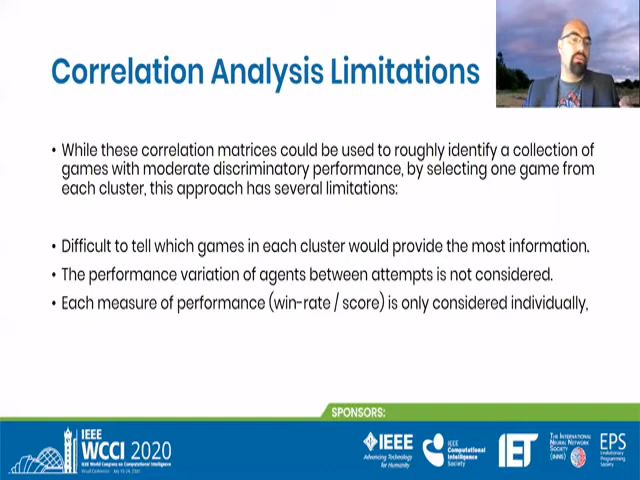 Correlation Analysis Limitations
• While these correlation matrices could be used to roughly identify a collection of
games with moderate discriminatory performance, by selecting one game from
each cluster, this approach has several limitations:
• Difficult to tell which games in each cluster would provide the most information.
• The performance variation of agents between attempts is not considered.
• Each measure of performance (win-rate / score) is only considered individually,
SPONSORS:
IEEE
WCCI 2020
IEEE World Congress on Computational Intelligence
IEEE
Advancing Technology
for Humanity
IEEE
Computational
Intelligence
Society
IET
THE INTERNATIONAL
NEURAL NETWORK
SOCIETY
(INNS)
EPS
Evolutionary
Programming
Society